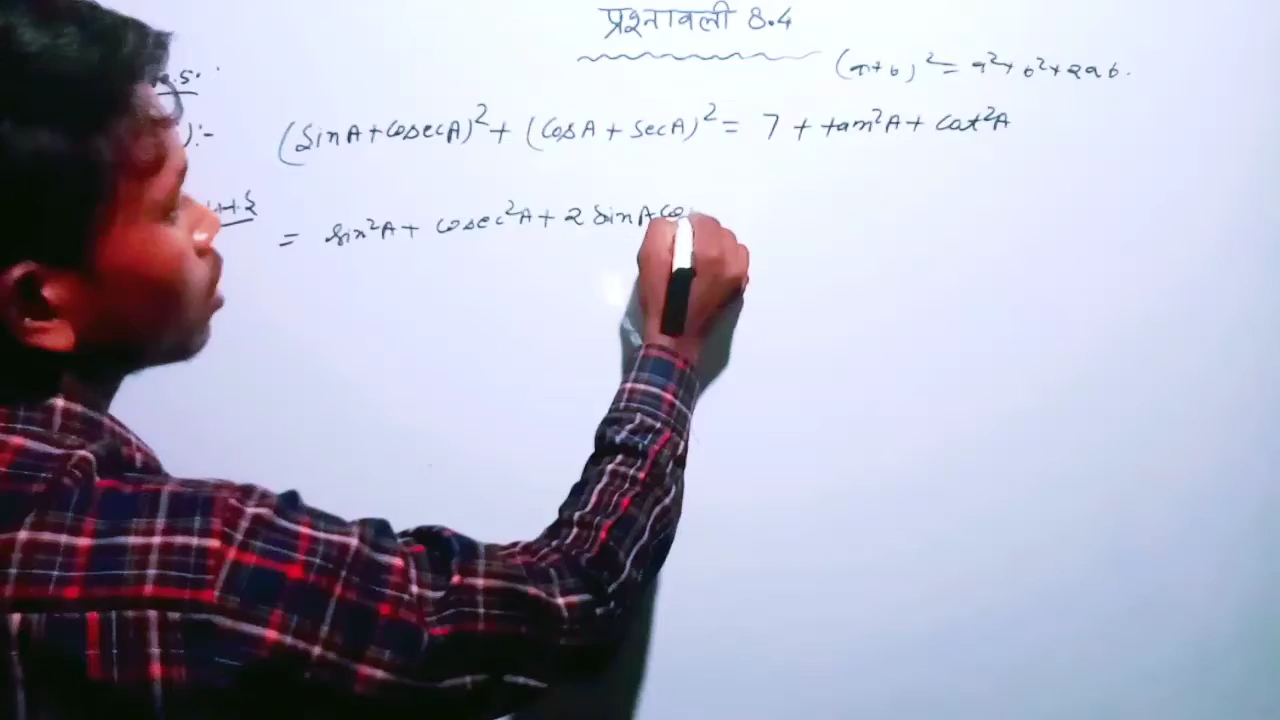 प्रश्नावली 8.4
(a+b)² = a²+b²+2ab.
(SinA+cosecA)² + (CosA + SecA)² = 7 + tan²A + cot²A
= Sin²A + cosec²A + 2 SinA co